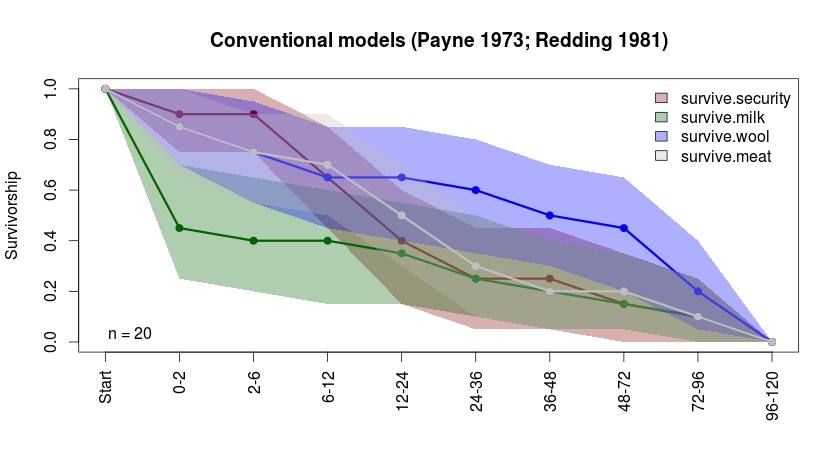 Conventional models (Payne 1973; Redding 1981)
survive.security
survive.milk
survive.wool
survive.meat
Survivorship
1.0
0.8
0.6
0.4
0.2
0.0
n = 20
Start
0-2
2-6
6-12
12-24
24-36
36-48
48-72
72-96
96-120